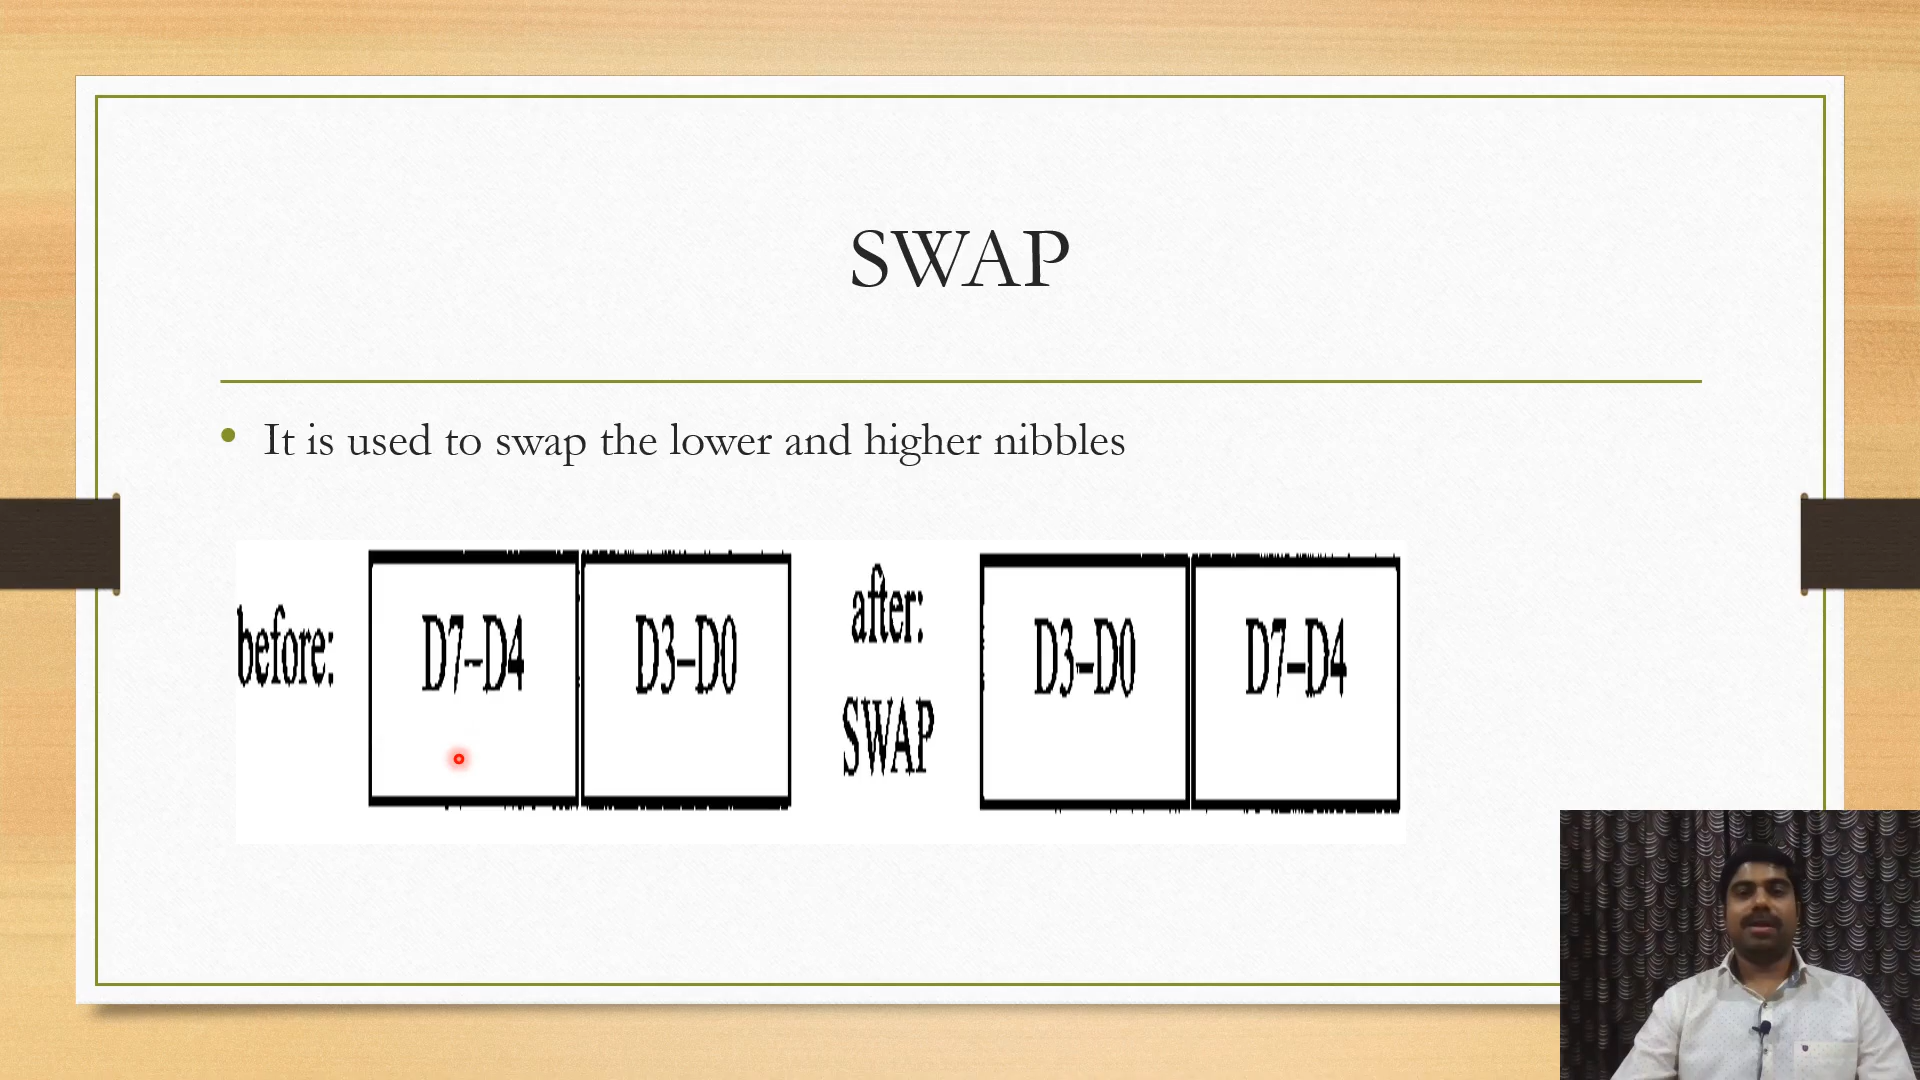 SWAP
• It is used to swap the lower and higher nibbles
before: D7–D4 D3–D0 after: SWAP D3–D0 D7–D4